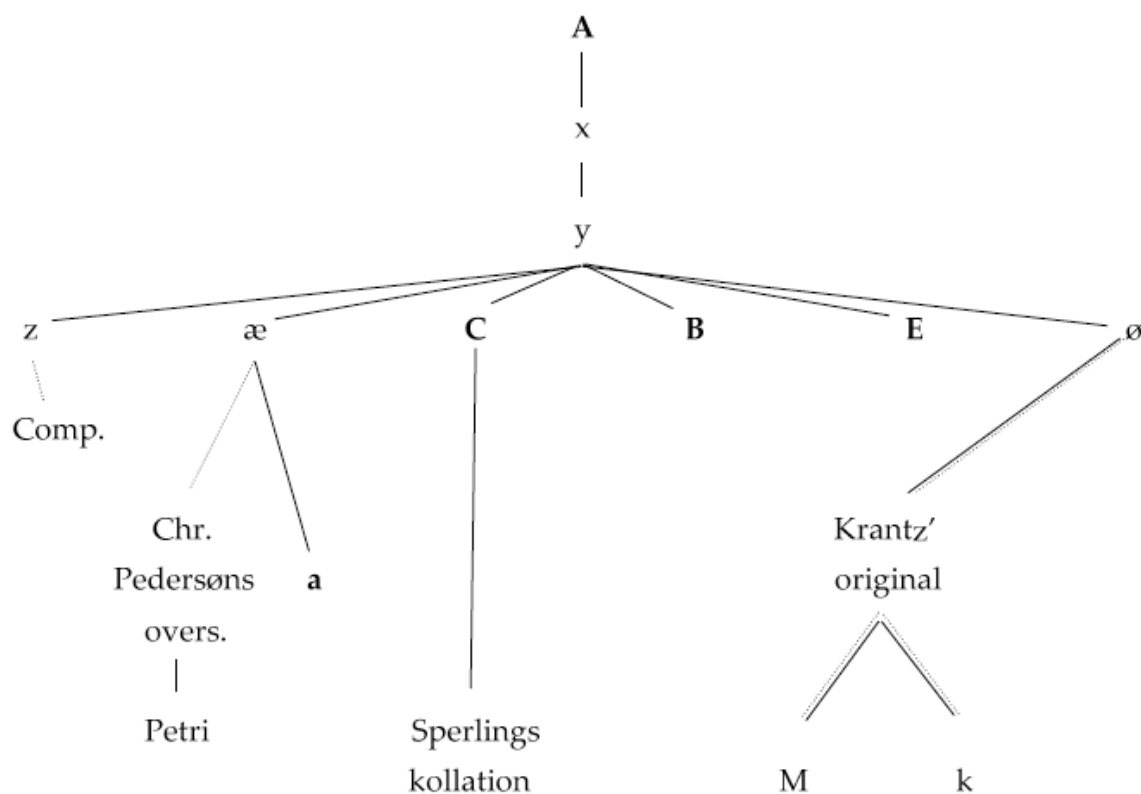 A
x
y
z æ C B E ø
Comp.
Chr. Krantz’
Pedersøns a original
overs.
Petri Sperlings
kollation M k